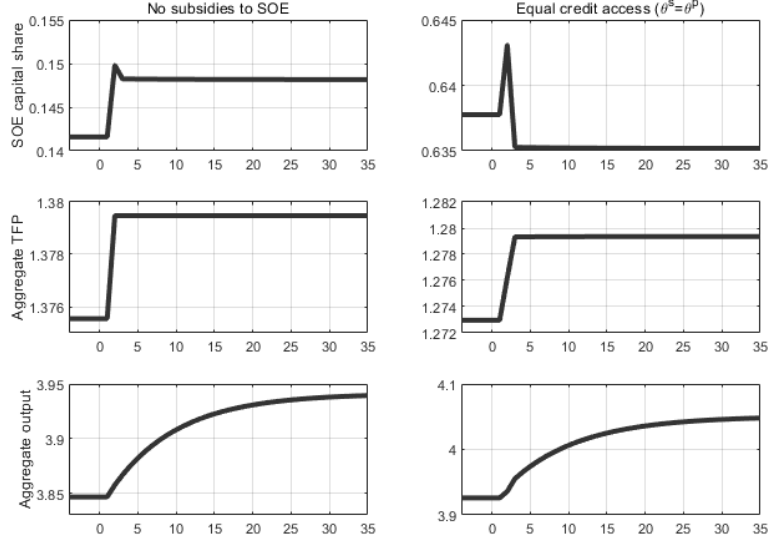 No subsidies to SOE
Equal credit access (θˢ=θᵖ)
SOE capital share
0.155
0.15
0.145
0.14
0 5 10 15 20 25 30 35
0.645
0.64
0.635
0 5 10 15 20 25 30 35
Aggregate TFP
1.38
1.378
1.376
0 5 10 15 20 25 30 35
1.282
1.28
1.278
1.276
1.274
1.272
0 5 10 15 20 25 30 35
Aggregate output
3.95
3.9
3.85
0 5 10 15 20 25 30 35
4.1
4
3.9
0 5 10 15 20 25 30 35